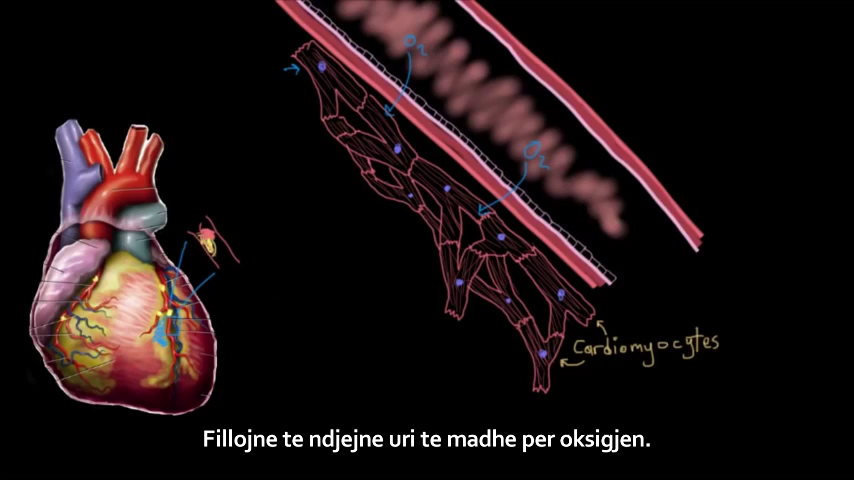 O2
O2
Cardiomyocytes
Fillojne te ndjejne uri te madhe per oksigjen.